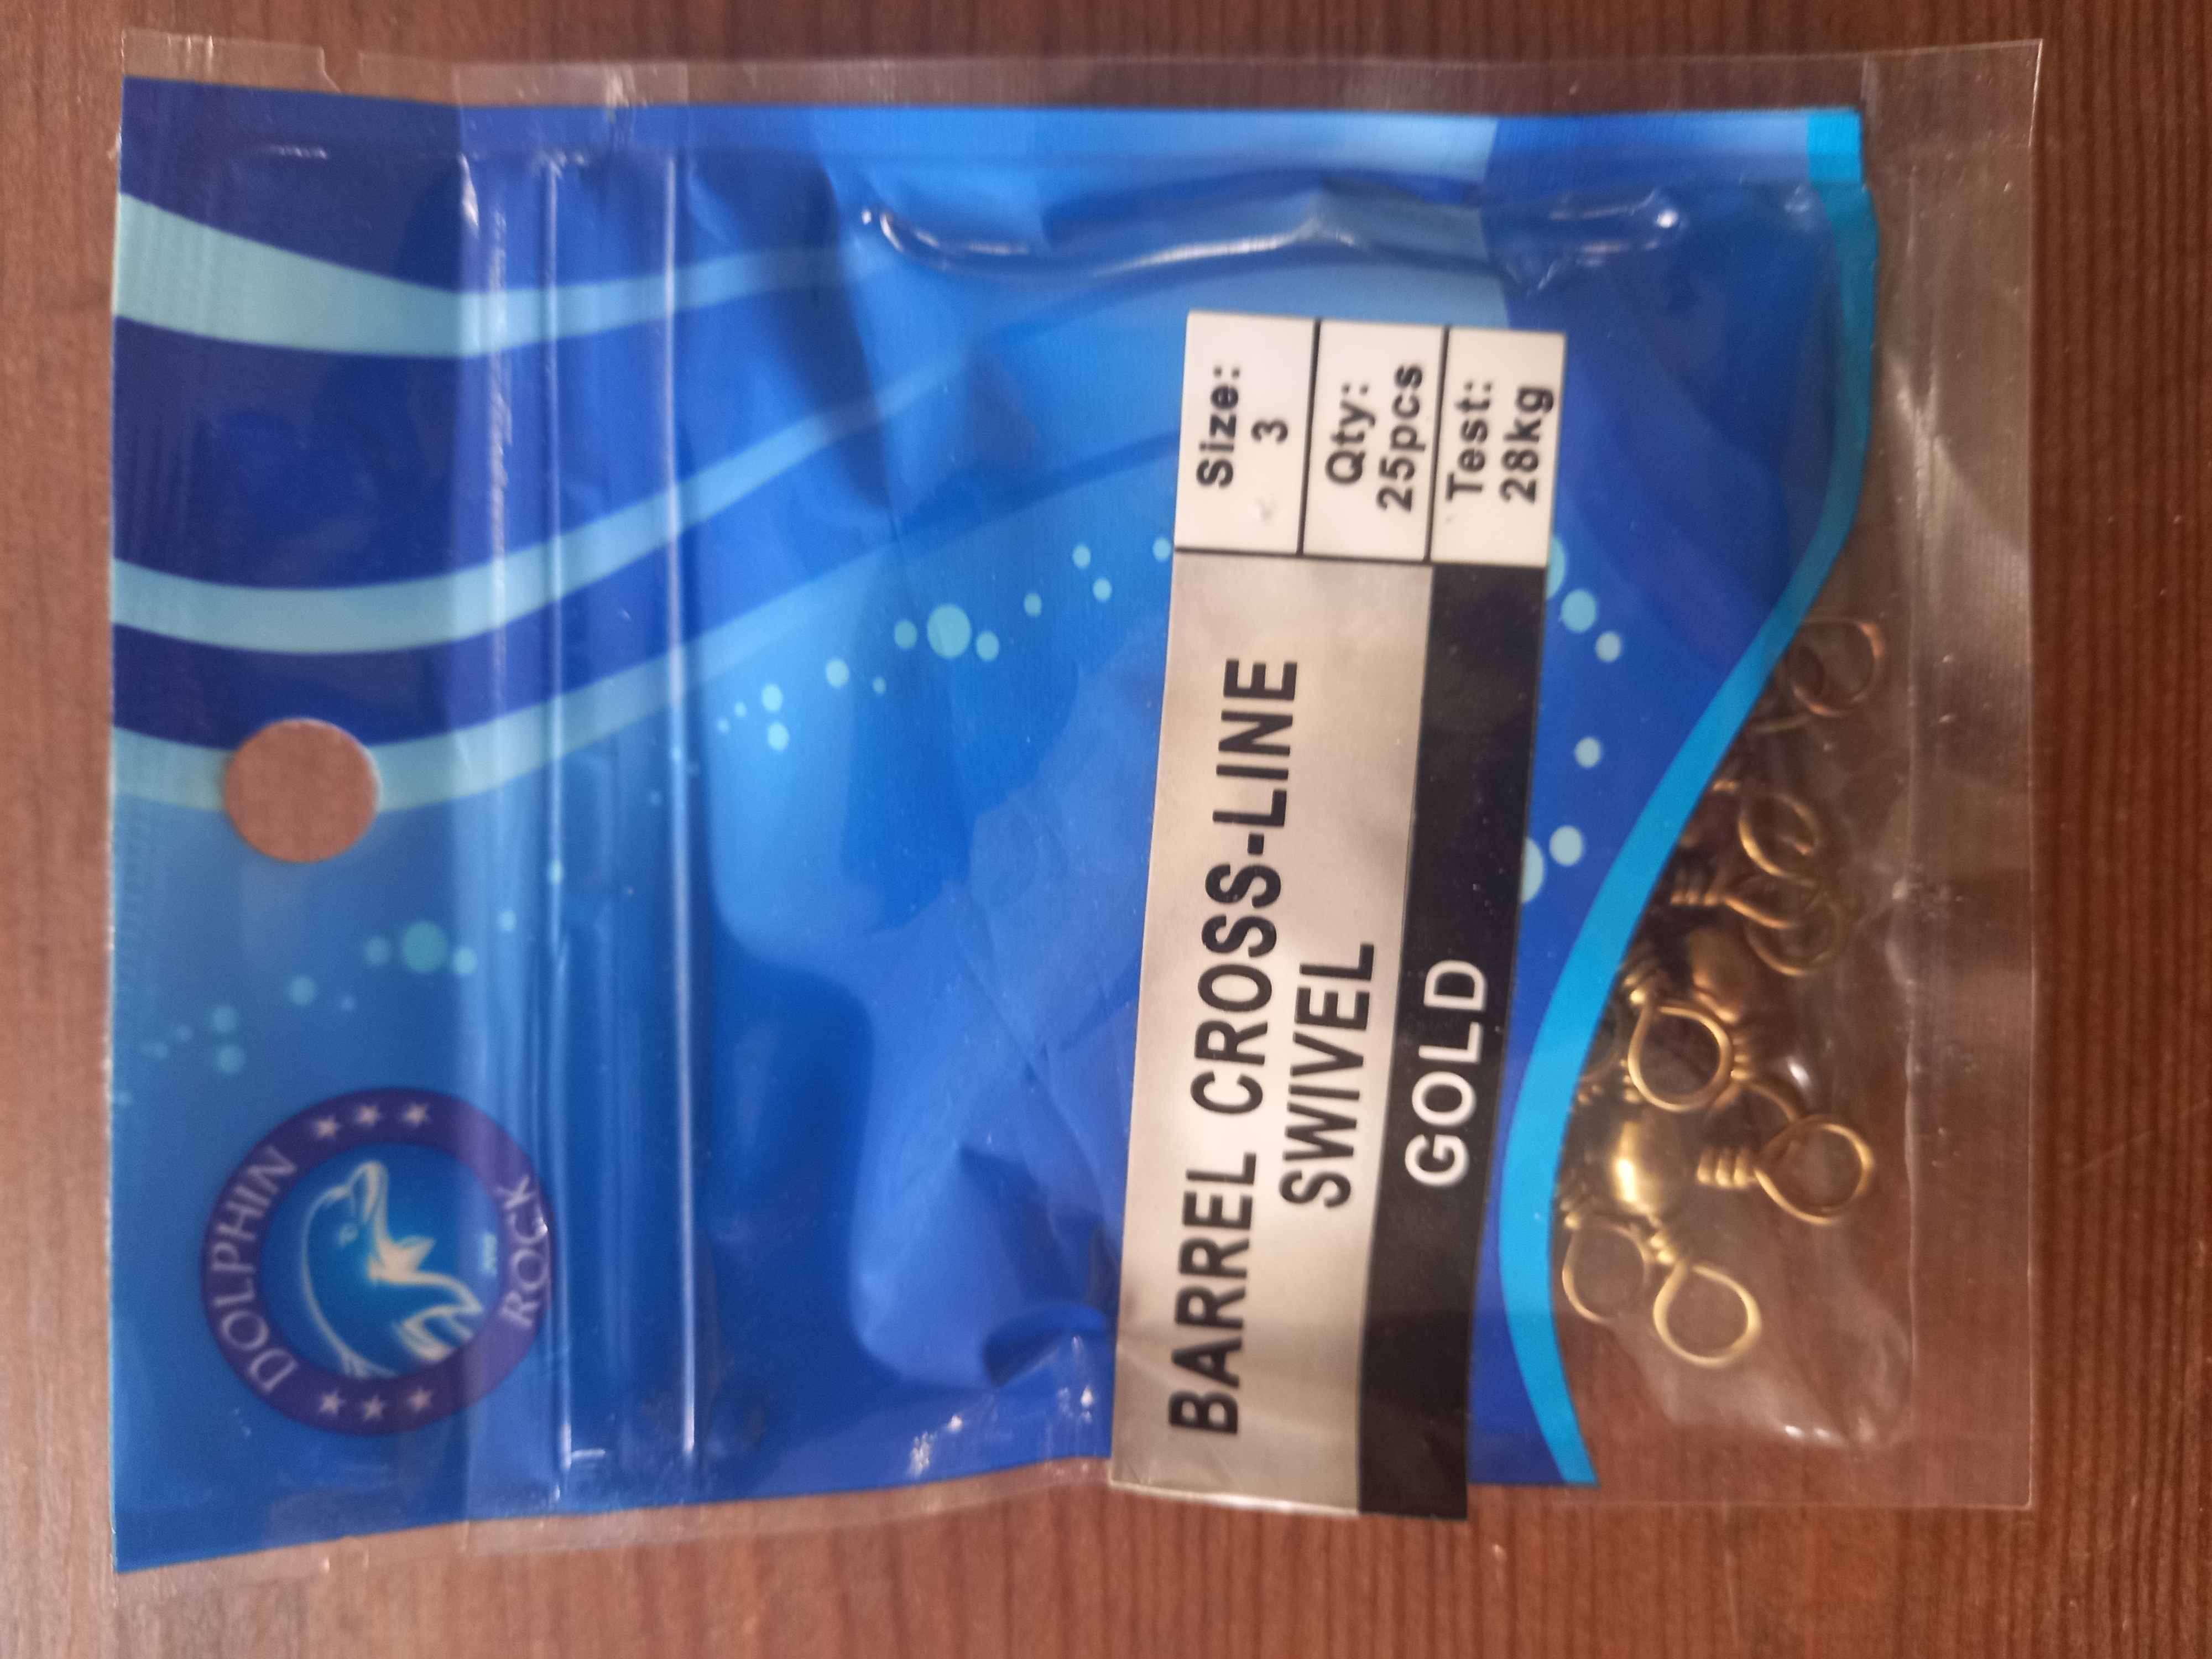 DOLPHIN
ROCK
BARREL CROSS-LINE
SWIVEL
GOLD
Size:
3
Qty:
25pcs
Test:
28kg